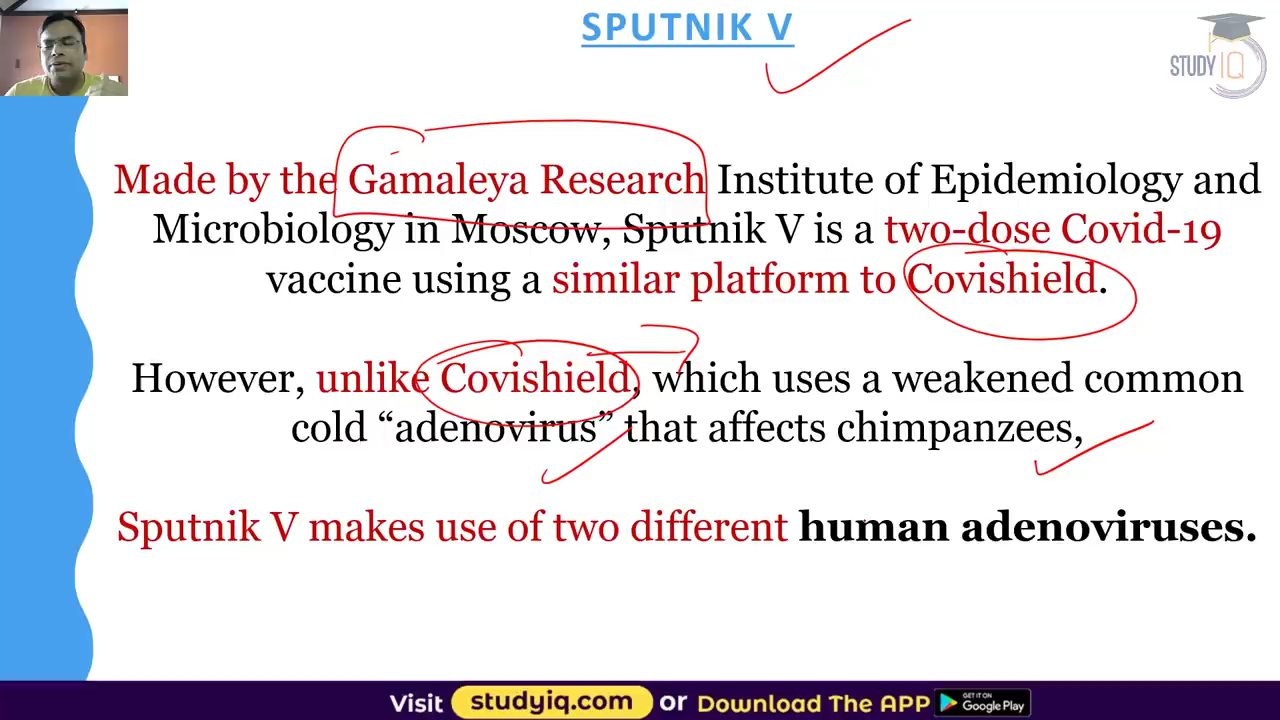 SPUTNIK V
STUDY IQ
Made by the Gamaleya Research Institute of Epidemiology and
Microbiology in Moscow, Sputnik V is a two-dose Covid-19
vaccine using a similar platform to Covishield.
However, unlike Covishield, which uses a weakened common
cold “adenovirus” that affects chimpanzees,
Sputnik V makes use of two different human adenoviruses.
Visit studyiq.com or Download The APP GET IT ON Google Play